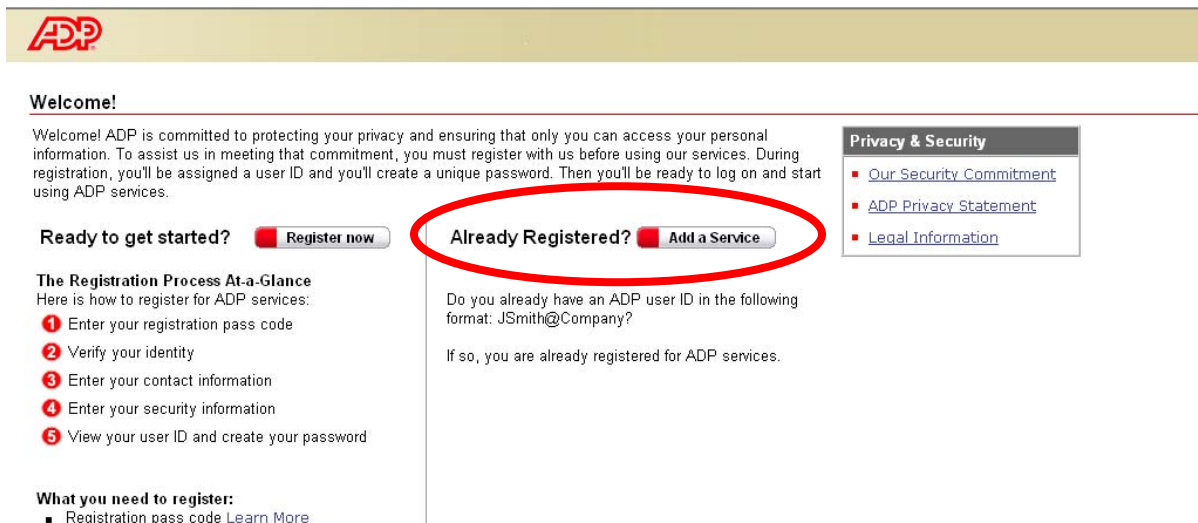 ADP
Welcome!
Welcome! ADP is committed to protecting your privacy and ensuring that only you can access your personal
information. To assist us in meeting that commitment, you must register with us before using our services. During
registration, you'll be assigned a user ID and you'll create a unique password. Then you'll be ready to log on and start
using ADP services.
Ready to get started? Register now
The Registration Process At-a-Glance
Here is how to register for ADP services:
1 Enter your registration pass code
2 Verify your identity
3 Enter your contact information
4 Enter your security information
5 View your user ID and create your password
What you need to register:
Registration pass code Learn More
Already Registered? Add a Service
Do you already have an ADP user ID in the following
format: JSmith@Company?
If so, you are already registered for ADP services.
Privacy & Security
Our Security Commitment
ADP Privacy Statement
Legal Information